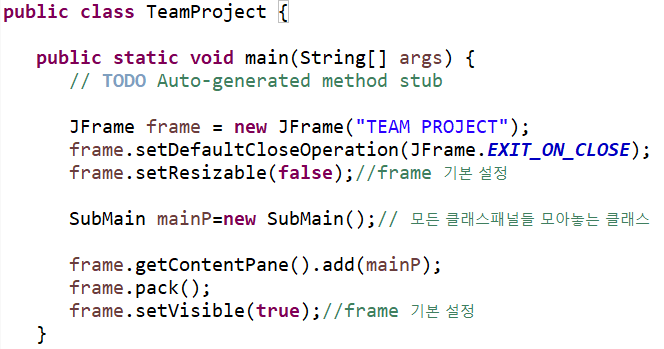 public class TeamProject {
public static void main(String[] args) {
// TODO Auto-generated method stub
JFrame frame = new JFrame("TEAM PROJECT");
frame.setDefaultCloseOperation(JFrame.EXIT_ON_CLOSE);
frame.setResizable(false);//frame 기본 설정
SubMain mainP=new SubMain();// 모든 클래스패널들 모아놓는 클래스
frame.getContentPane().add(mainP);
frame.pack();
frame.setVisible(true);//frame 기본 설정
}